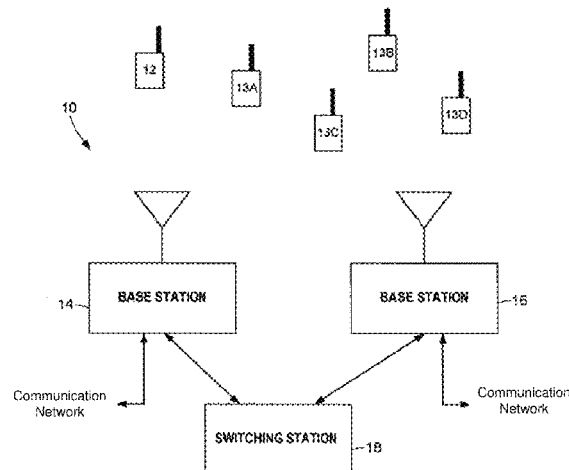 13B
12
13A
13D
13C
10
BASE STATION
BASE STATION
14
16
Communication
Network
Communication
Network
SWITCHING STATION
18